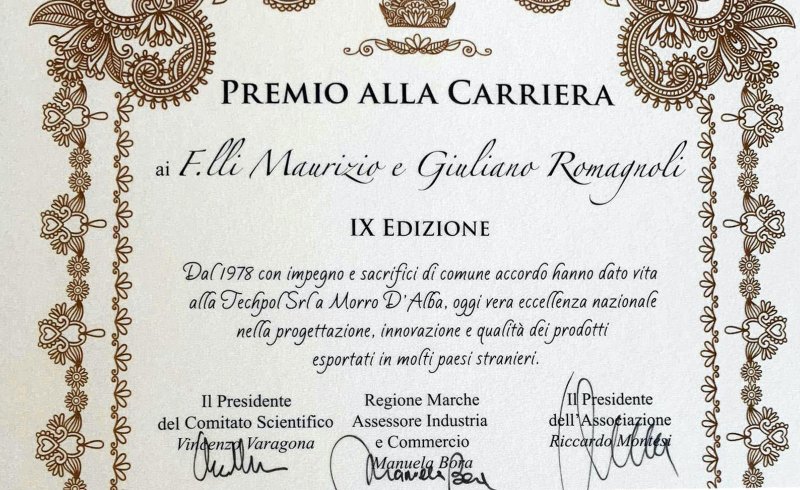 PREMIO ALLA CARRIERA
ai F.lli Maurizio e Giuliano Romagnoli
IX EDIZIONE
Dal 1978 con impegno e sacrifici di comune accordo hanno dato vita
alla Techpol Srl a Morro D'Alba, oggi vera eccellenza nazionale
nella progettazione, innovazione e qualità dei prodotti
esportati in molti paesi stranieri.
Il Presidente
del Comitato Scientifico
Vincenzo Varagona
Regione Marche
Assessore Industria
e Commercio
Manuela Bora
Manuela Bora
Il Presidente
dell'Associazione
Riccardo Montesi